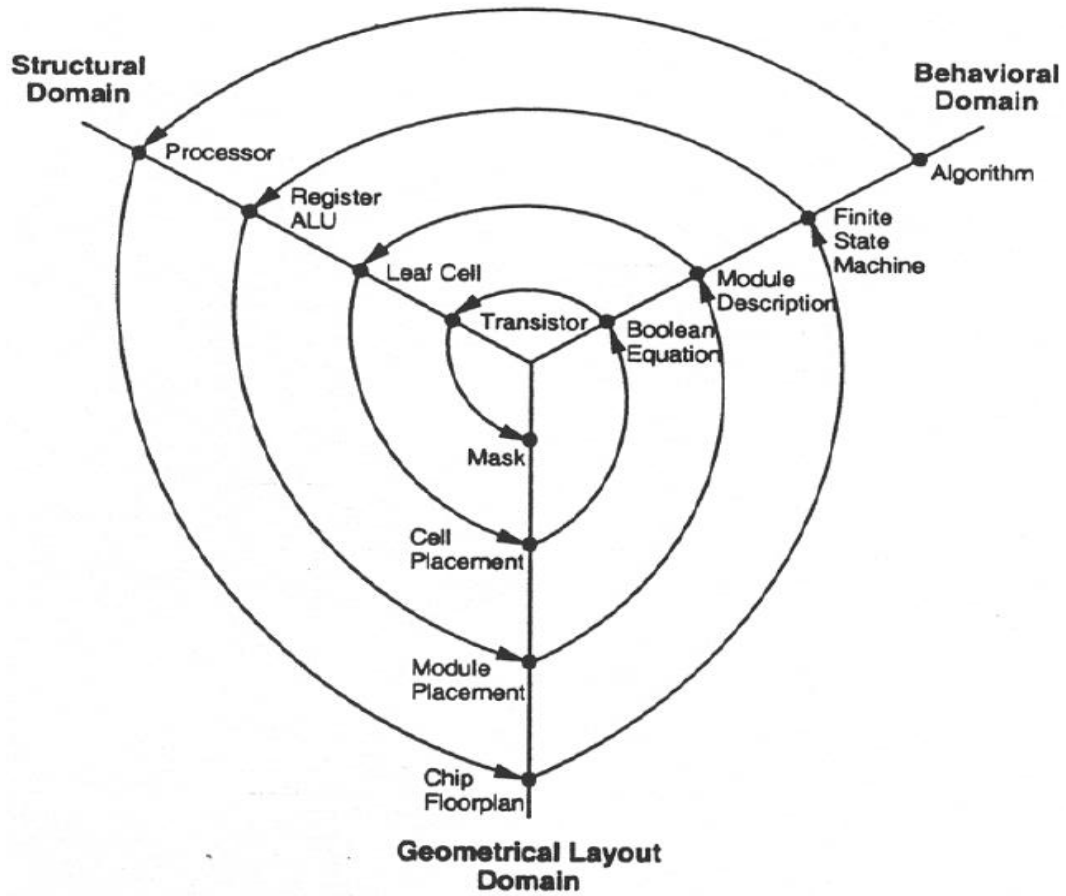 Structural
Domain
Behavioral
Domain
Processor
Algorithm
Register
ALU
Finite
State
Machine
Leaf Cell
Module
Description
Transistor
Boolean
Equation
Mask
Cell
Placement
Module
Placement
Chip
Floorplan
Geometrical Layout
Domain